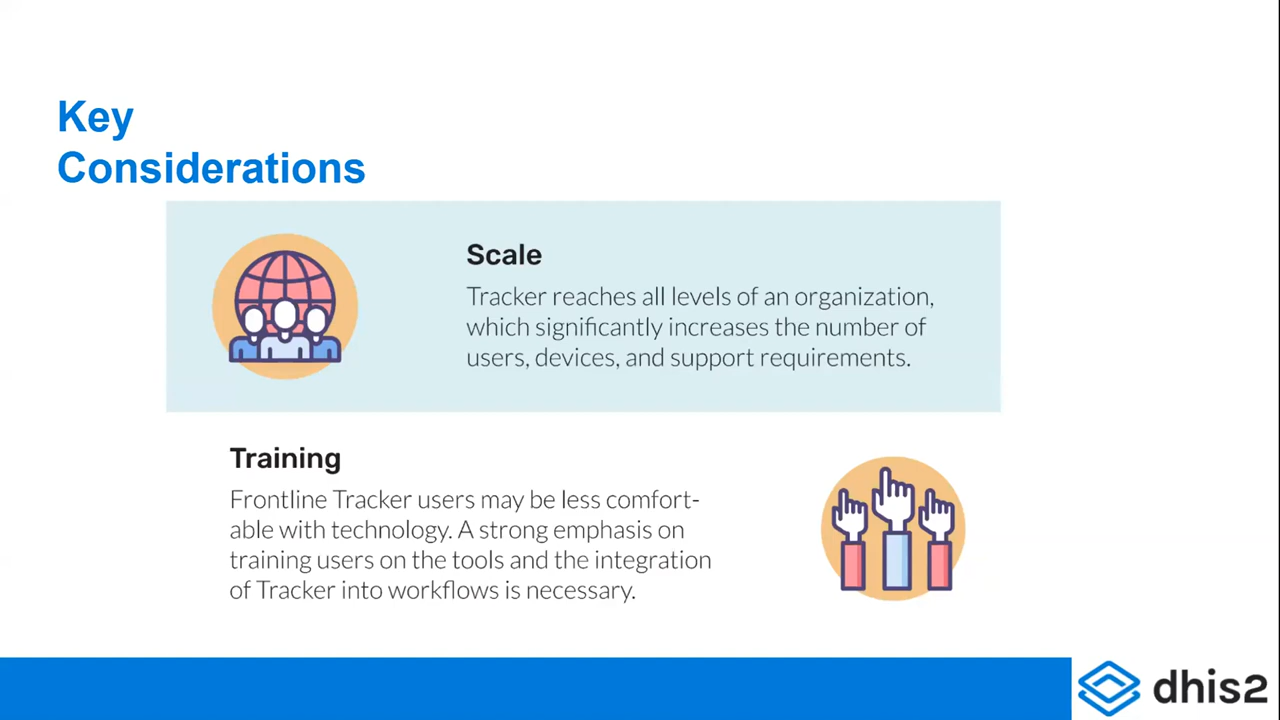 Key
Considerations
Scale
Tracker reaches all levels of an organization,
which significantly increases the number of
users, devices, and support requirements.
Training
Frontline Tracker users may be less comfort-
able with technology. A strong emphasis on
training users on the tools and the integration
of Tracker into workflows is necessary.
dhis2